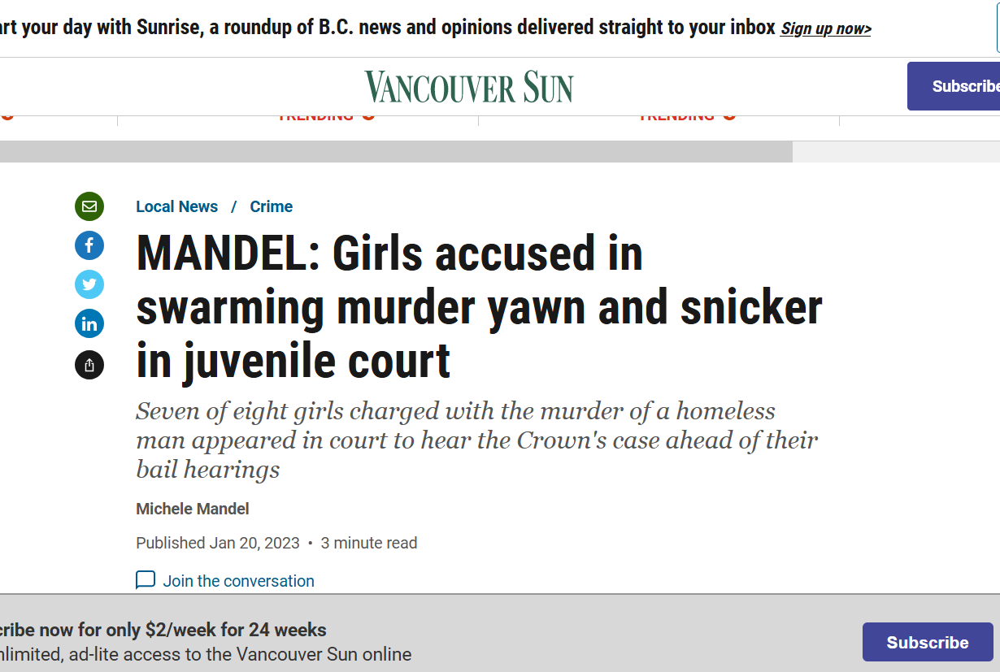 art your day with Sunrise, a roundup of B.C. news and opinions delivered straight to your inbox Sign up now>
VANCOUVER SUN
Subscribe
TRENDING TRENDING
Local News / Crime
MANDEL: Girls accused in
swarming murder yawn and snicker
in juvenile court
Seven of eight girls charged with the murder of a homeless
man appeared in court to hear the Crown's case ahead of their
bail hearings
Michele Mandel
Published Jan 20, 2023 • 3 minute read
Join the conversation
cribe now for only $2/week for 24 weeks
nlimited, ad-lite access to the Vancouver Sun online
Subscribe